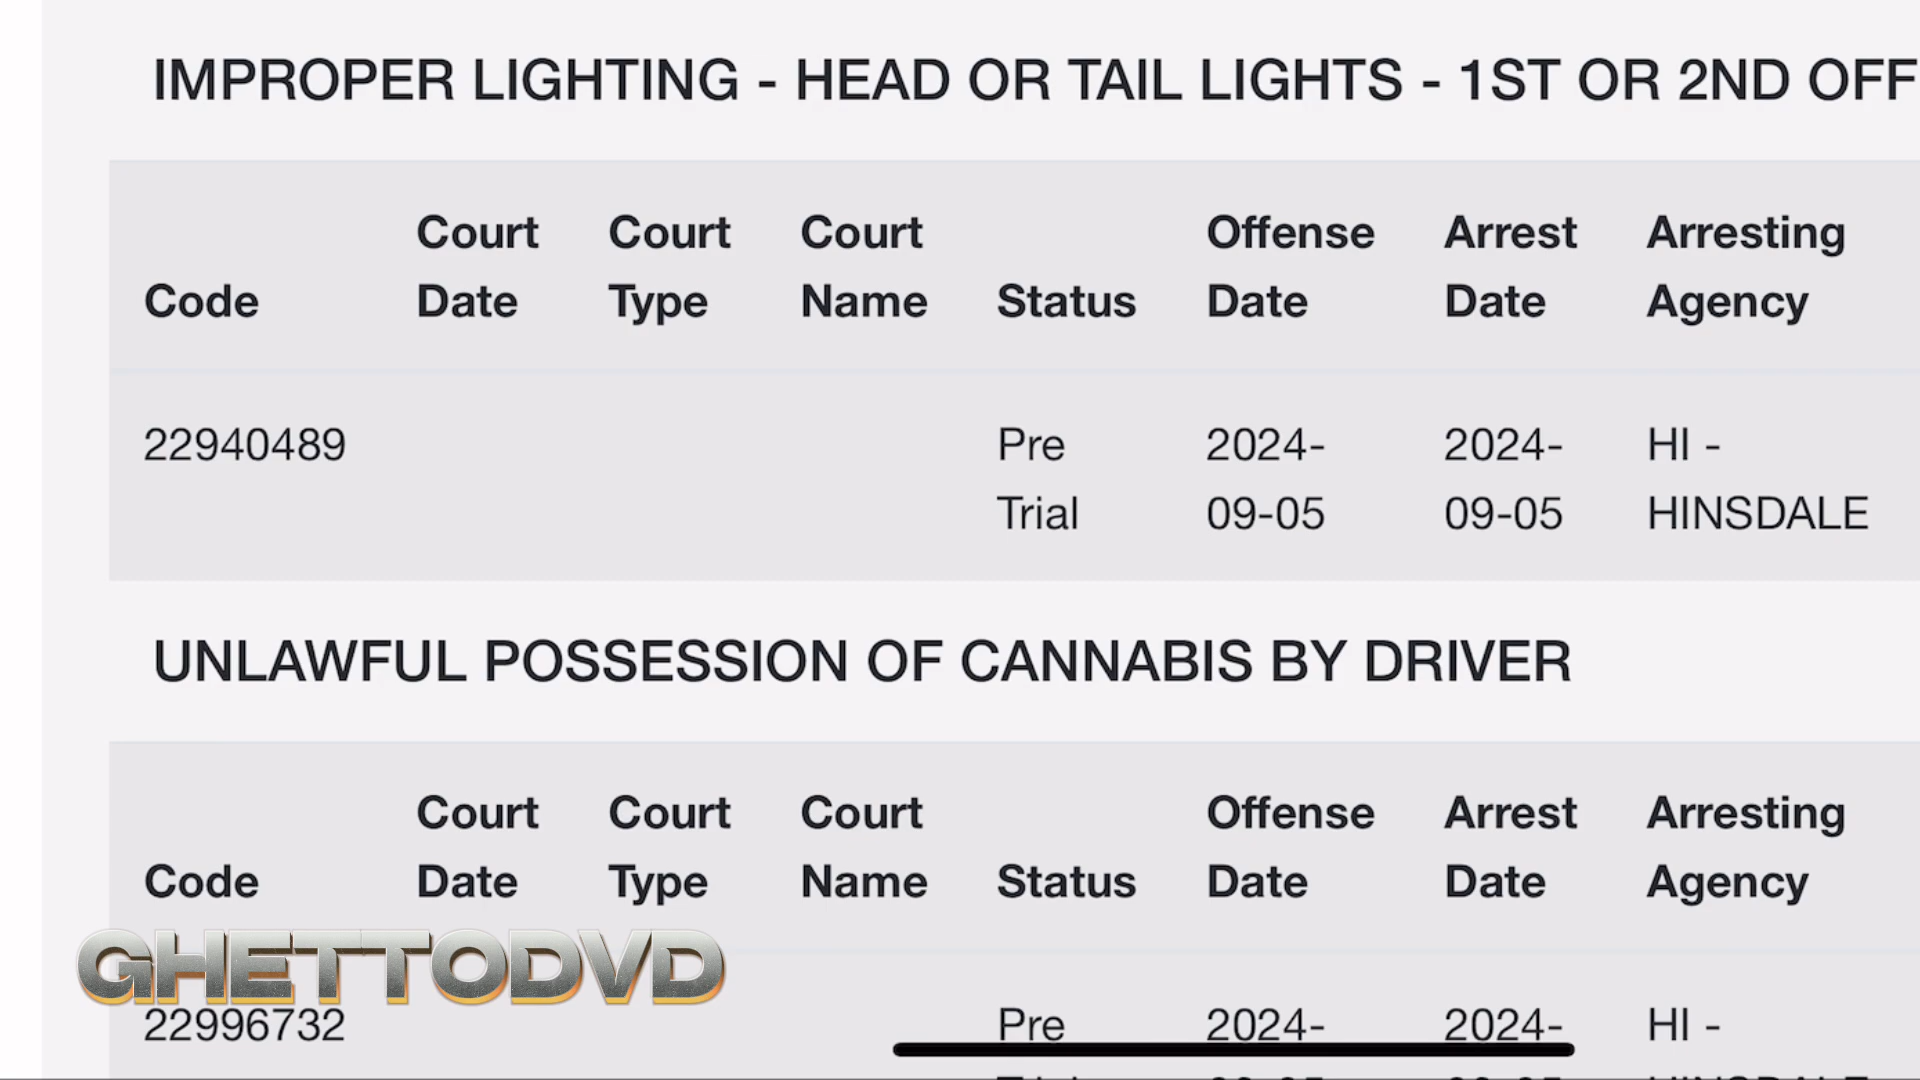 IMPROPER LIGHTING - HEAD OR TAIL LIGHTS - 1ST OR 2ND OFF
Code Court Date Court Type Court Name Status Offense Date Arrest Date Arresting Agency
22940489 Pre Trial 2024-09-05 2024-09-05 HI - HINSDALE
UNLAWFUL POSSESSION OF CANNABIS BY DRIVER
Code Court Date Court Type Court Name Status Offense Date Arrest Date Arresting Agency
GHETTODVD
22996732 Pre 2024- 2024- HI -